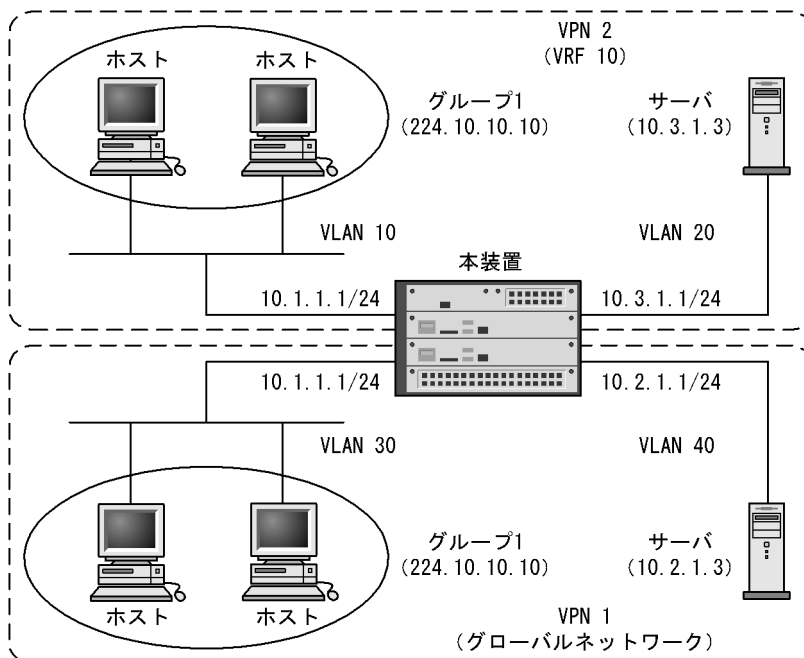 VPN 2
(VRF 10)
ホスト
ホスト
グループ1
(224.10.10.10)
サーバ
(10.3.1.3)
VLAN 10
VLAN 20
本装置
10.1.1.1/24
10.3.1.1/24
10.1.1.1/24
10.2.1.1/24
VLAN 30
VLAN 40
グループ1
(224.10.10.10)
サーバ
(10.2.1.3)
ホスト
ホスト
VPN 1
(グローバルネットワーク)